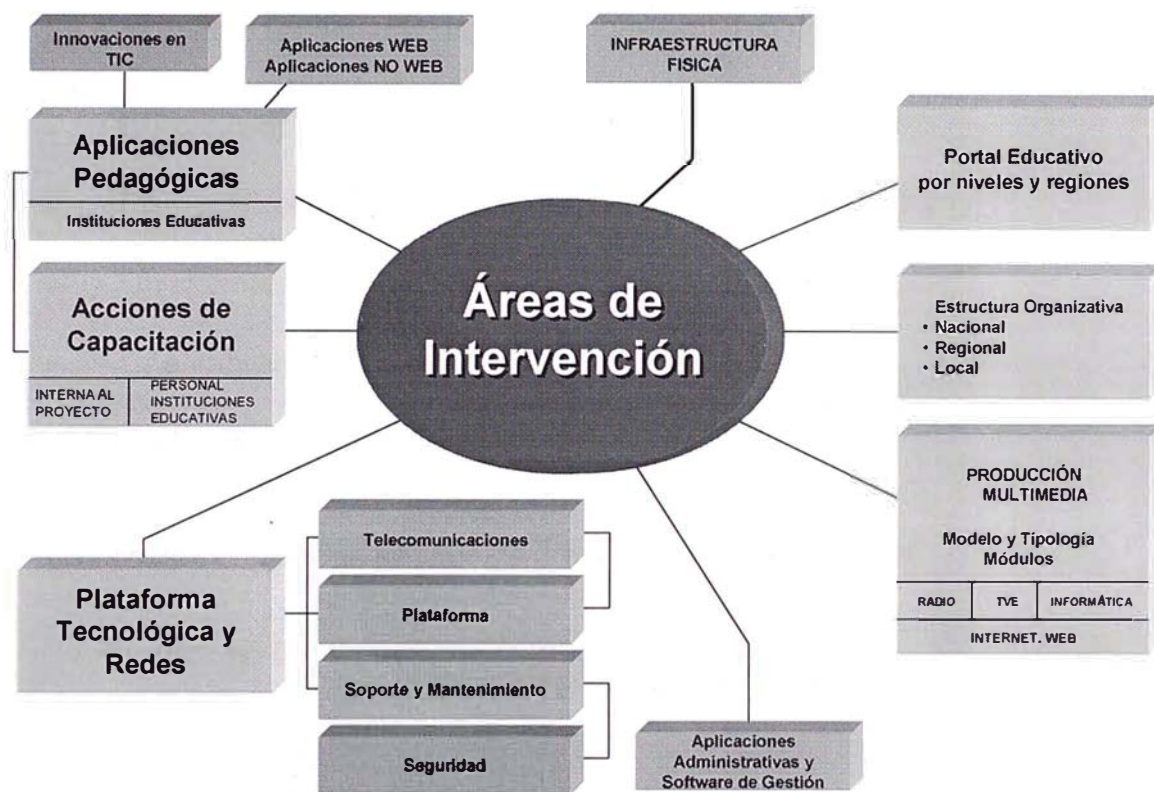 Innovaciones en
TIC
Aplicaciones WEB
Aplicaciones NO WEB
INFRAESTRUCTURA
FISICA
Aplicaciones
Pedagógicas
Instituciones Educativas
Portal Educativo
por niveles y regiones
Áreas de
Intervención
Acciones de
Capacitación
INTERNA AL
PROYECTO
PERSONAL
INSTITUCIONES
EDUCATIVAS
Estructura Organizativa
• Nacional
• Regional
• Local
PRODUCCIÓN
MULTIMEDIA
Modelo y Tipología
Módulos
RADIO
TVE
INFORMÁTICA
INTERNET. WEB
Plataforma
Tecnológica y
Redes
Telecomunicaciones
Plataforma
Soporte y Mantenimiento
Seguridad
Aplicaciones
Administrativas y
Software de Gestión